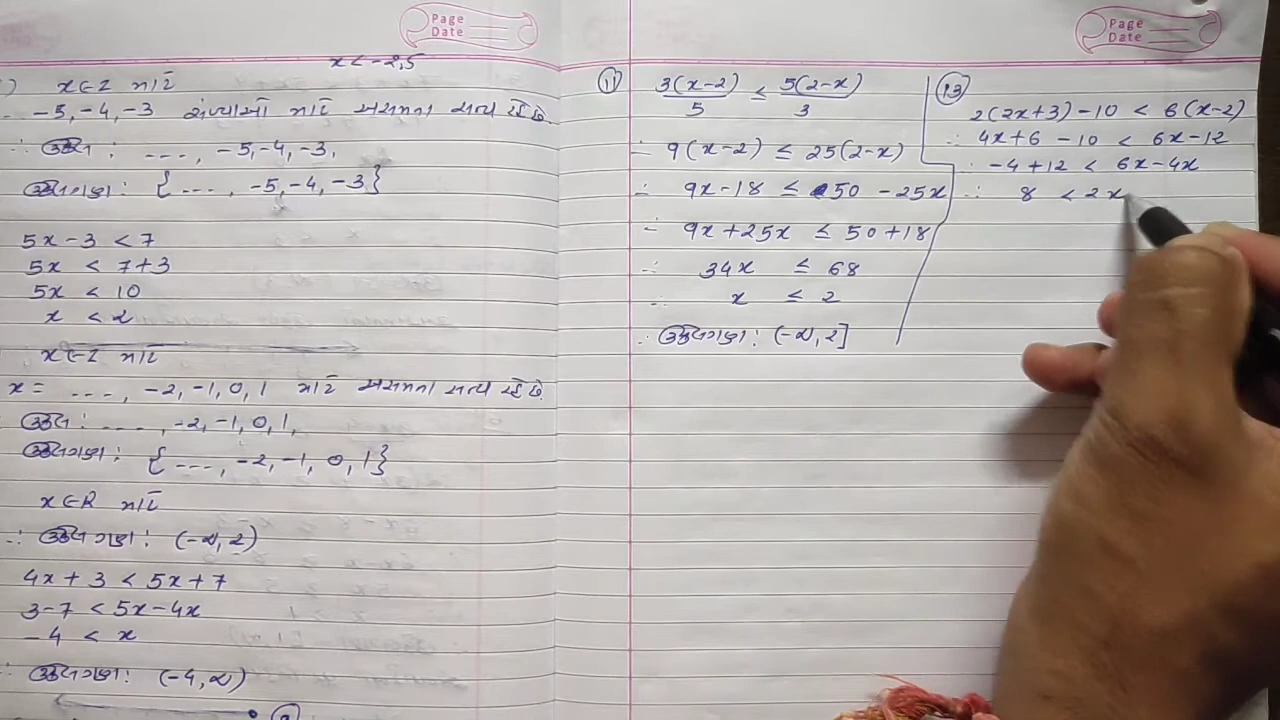 Page
Date
x < -2,5
x ∈ Z માટે
-5, -4, -3 સંખ્યાઓ માટે અસમતા સત્ય રહે છે.
∴ ઉકેલ : ...., -5, -4, -3,
ઉકેલગણ : { ...., -5, -4, -3}
5x - 3 < 7
5x < 7+3
5x < 10
x < 2
x ∈ Z માટે
x = ...., -2, -1, 0, 1 માટે અસમતા સત્ય રહે છે.
ઉકેલ : ...., -2, -1, 0, 1,
ઉકેલગણ : { ...., -2, -1, 0, 1}
x ∈ R માટે
∴ ઉકેલગણ : (-∞, 2)
4x + 3 < 5x + 7
3-7 < 5x-4x
-4 < x
∴ ઉકેલગણ : (-4, ∞)
11 3(x-2)/5 ≤ 5(2-x)/3
∴ 9(x-2) ≤ 25(2-x)
∴ 9x-18 ≤ 50 - 25x
∴ 9x+25x ≤ 50+18
∴ 34x ≤ 68
∴ x ≤ 2
∴ ઉકેલગણ : (-∞, 2]
Page
Date
13
2(2x+3)-10 < 6(x-2)
∴ 4x+6 -10 < 6x-12
∴ -4+12 < 6x-4x
∴ 8 < 2x